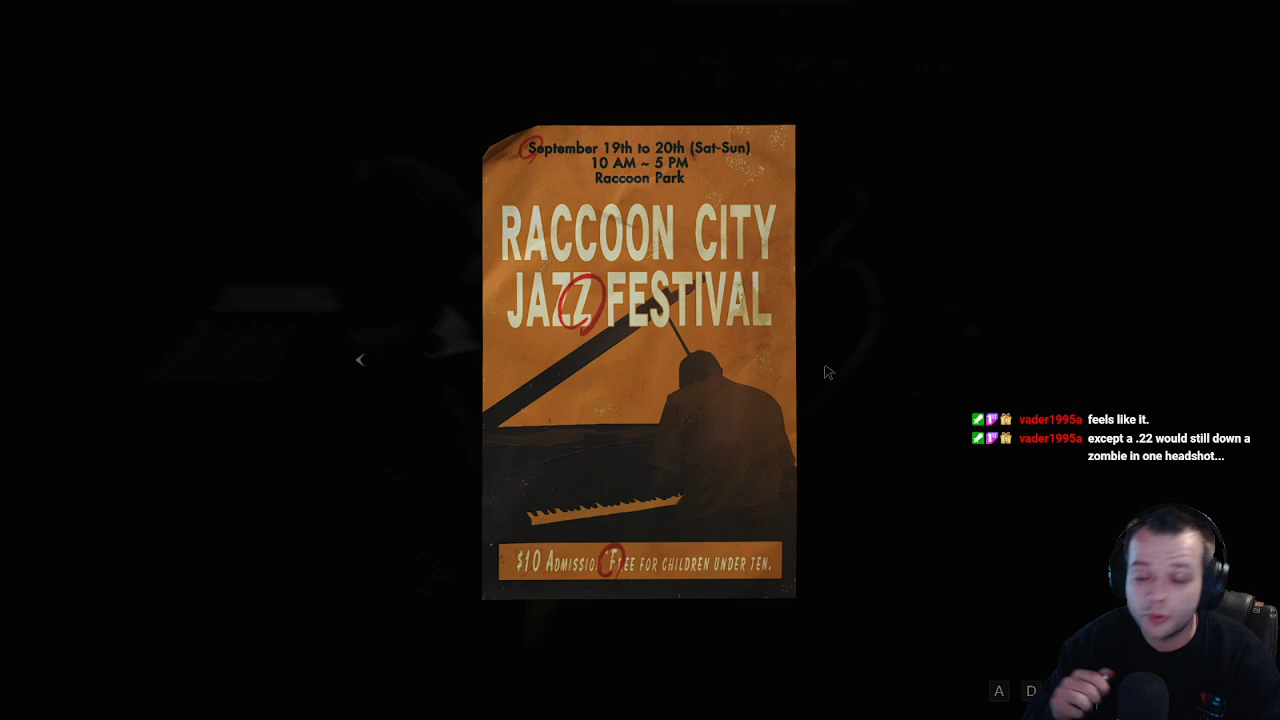 September 19th to 20th (Sat-Sun)
10 AM ~ 5 PM
Raccoon Park
RACCOON CITY
JAZZ FESTIVAL
$10 Admission Free for children under ten.
vader1995a feels like it.
vader1995a except a .22 would still down a
zombie in one headshot...
A D